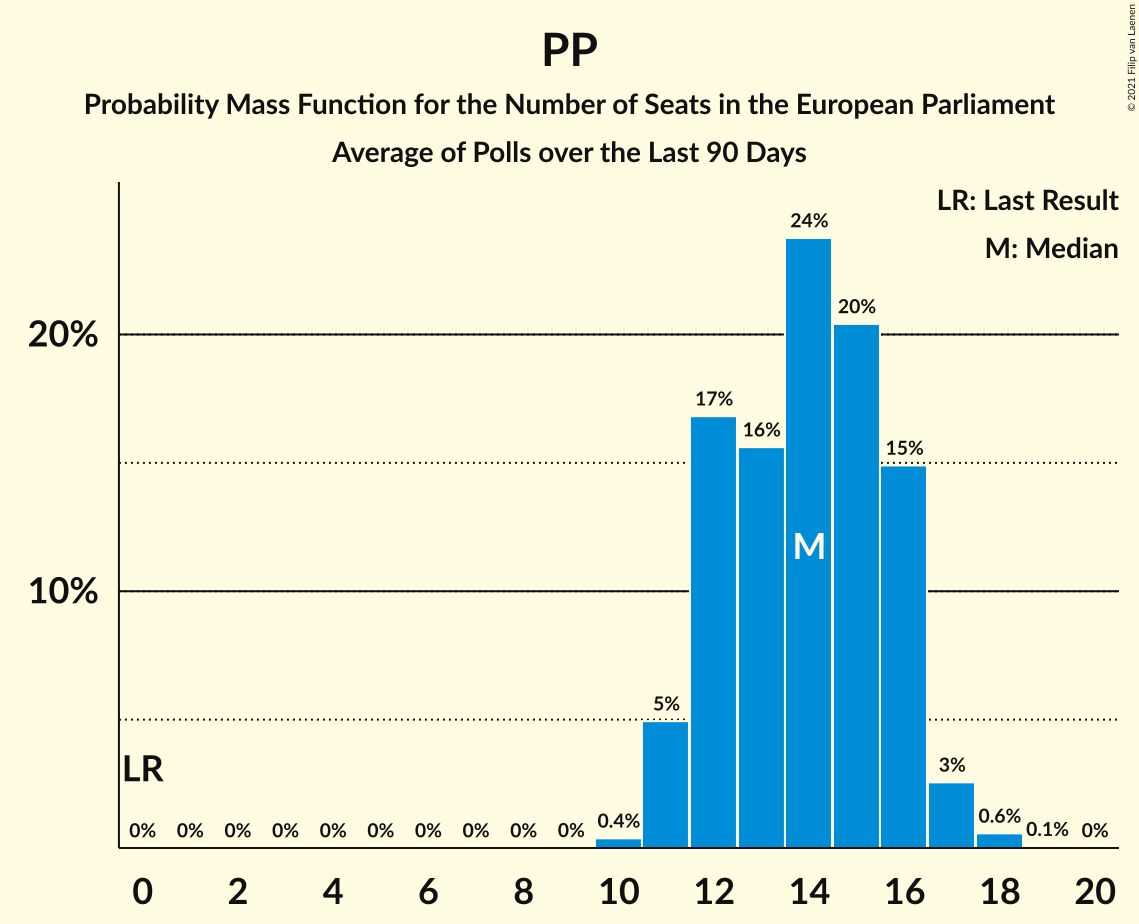 PP
Probability Mass Function for the Number of Seats in the European Parliament
Average of Polls over the Last 90 Days
© 2021 Filip van Laenen
LR: Last Result
M: Median
20%
10%
LR
M
0% 0% 0% 0% 0% 0% 0% 0% 0% 0% 0.4% 5% 17% 16% 24% 20% 15% 3% 0.6% 0.1% 0%
0 2 4 6 8 10 12 14 16 18 20